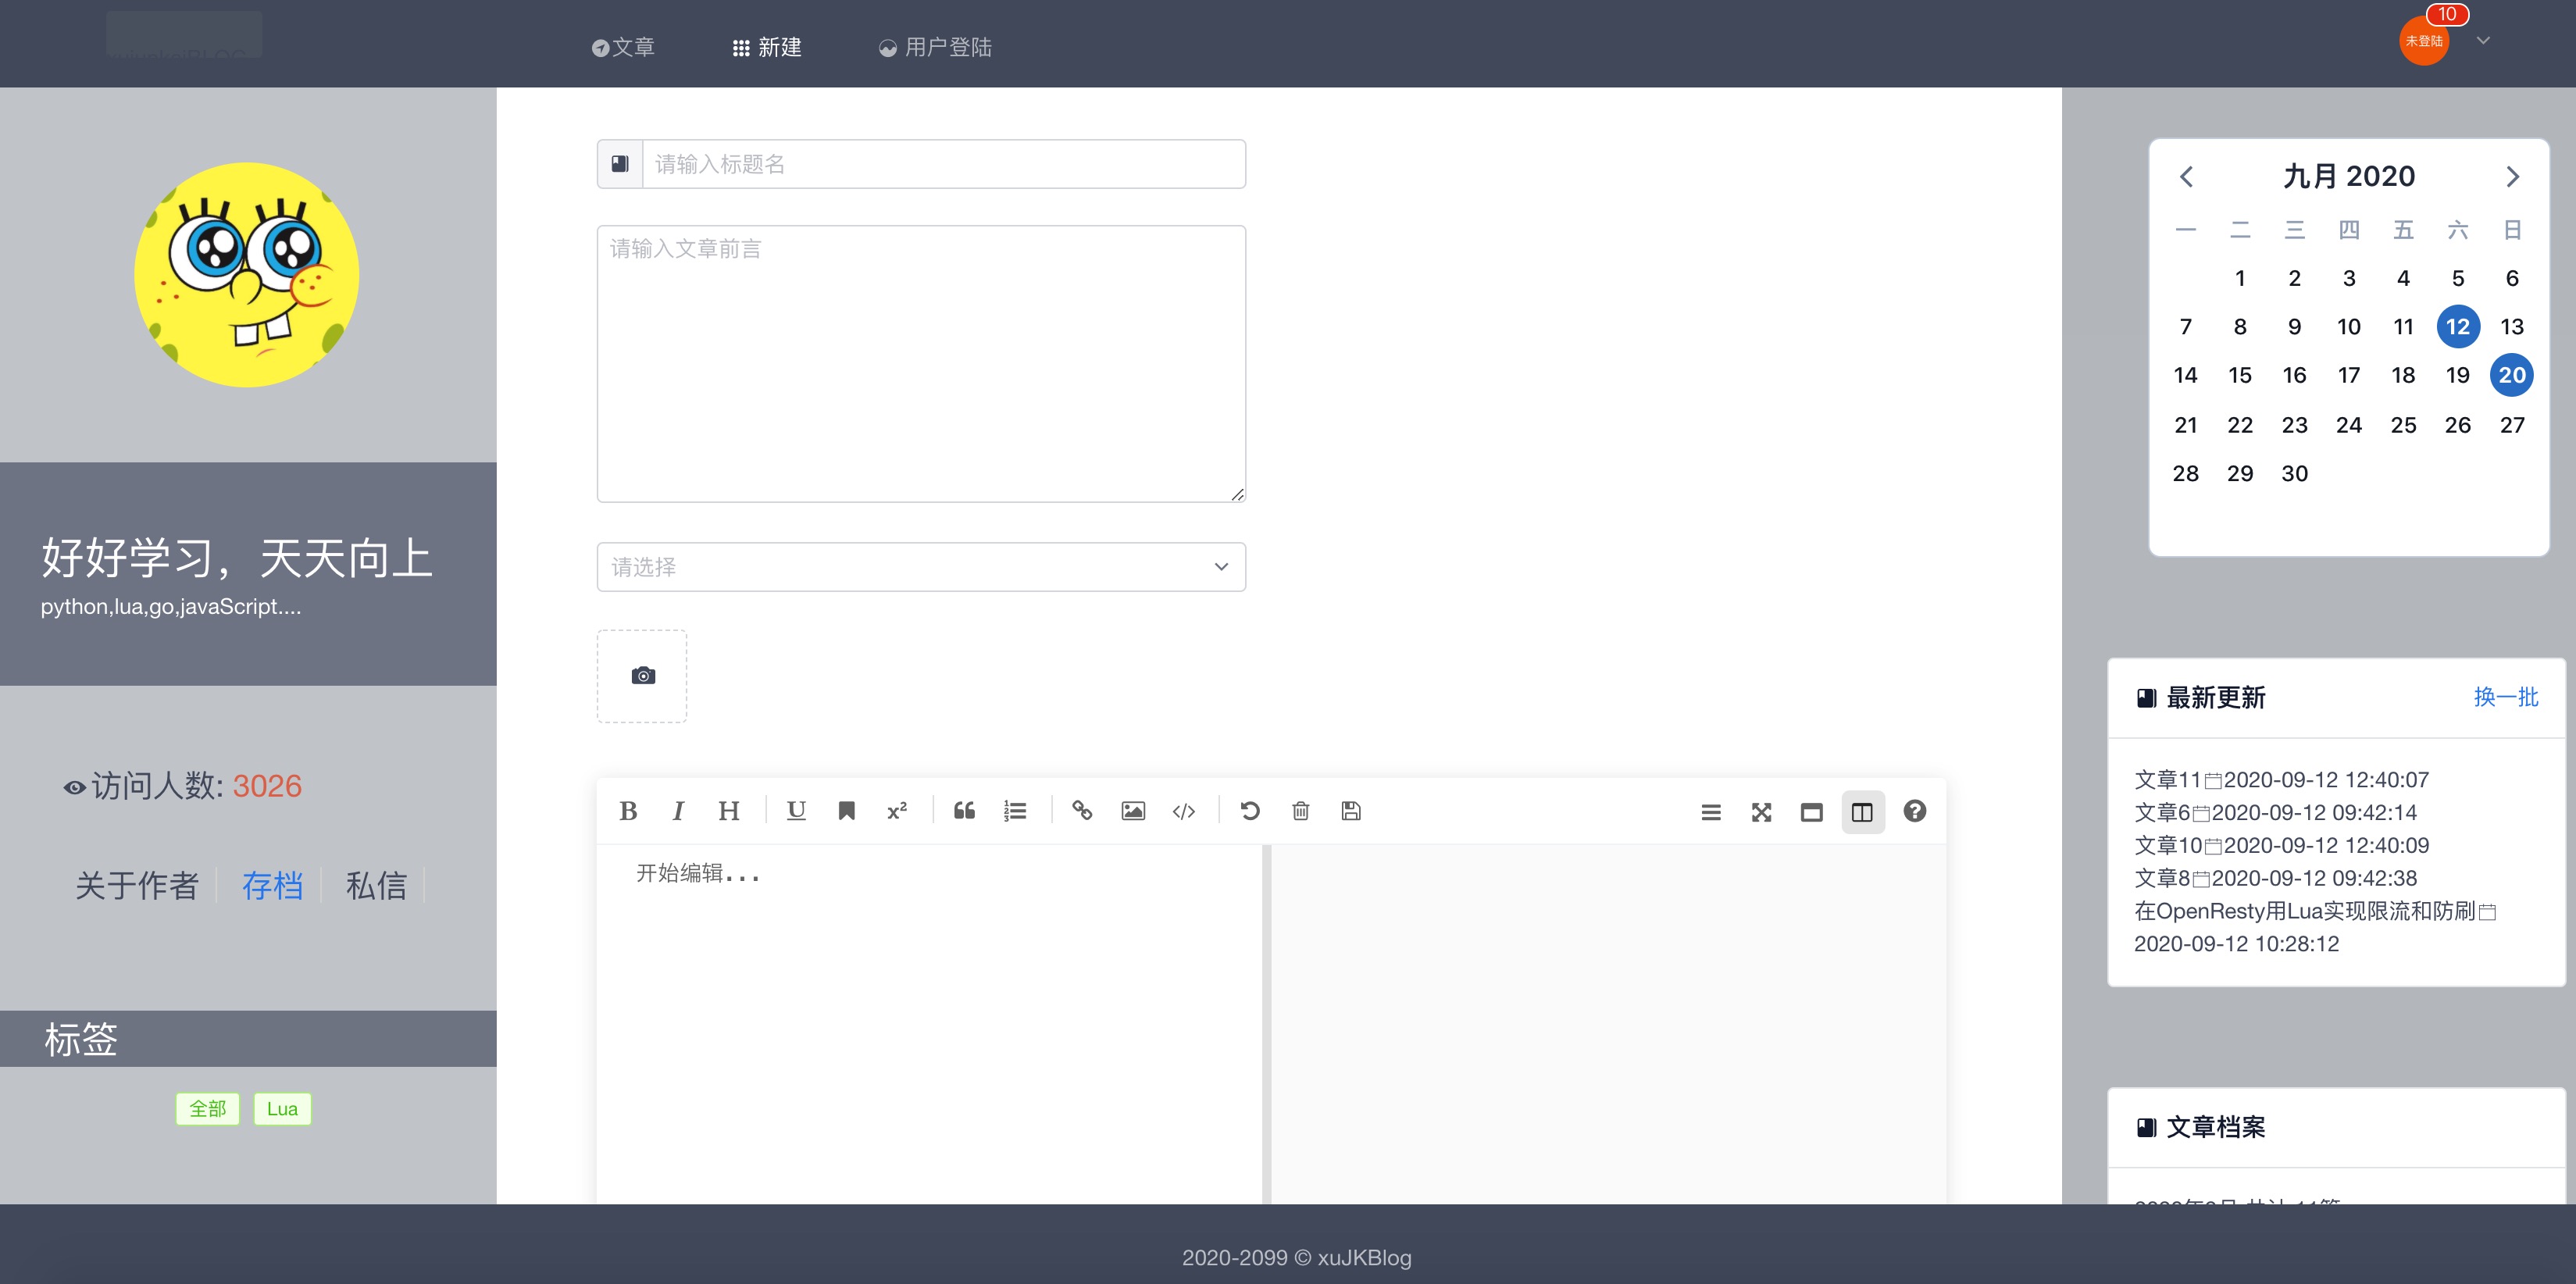 文章 新建 用户登陆
未登陆 10
好好学习，天天向上
python,lua,go,javaScript....
访问人数: 3026
关于作者 存档 私信
标签
全部 Lua
请输入标题名
请输入文章前言
请选择
B I H U x²
开始编辑...
九月 2020
一 二 三 四 五 六 日
1 2 3 4 5 6
7 8 9 10 11 12 13
14 15 16 17 18 19 20
21 22 23 24 25 26 27
28 29 30
最新更新 换一批
文章11 2020-09-12 12:40:07
文章6 2020-09-12 09:42:14
文章10 2020-09-12 12:40:09
文章8 2020-09-12 09:42:38
在OpenResty用Lua实现限流和防刷
2020-09-12 10:28:12
文章档案
2020-2099 © xuJKBlog